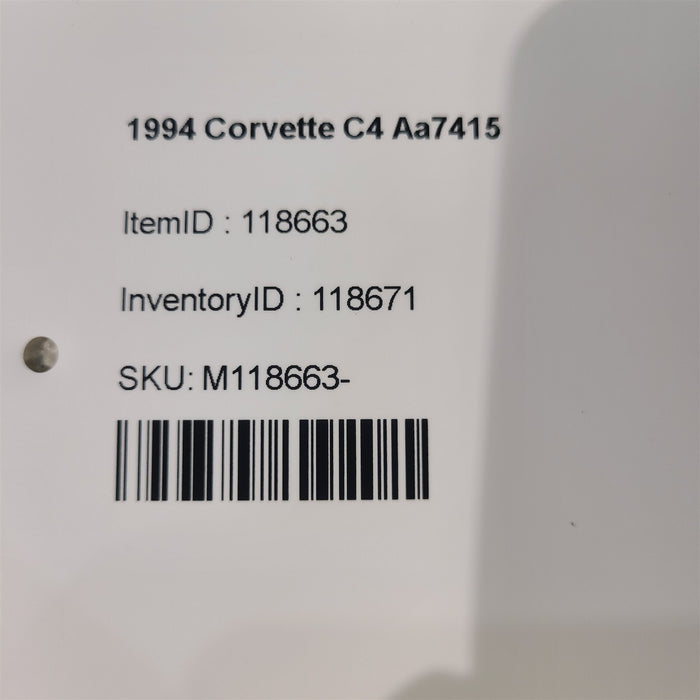 1994 Corvette C4 Aa7415
ItemID : 118663
InventoryID : 118671
SKU: M118663-